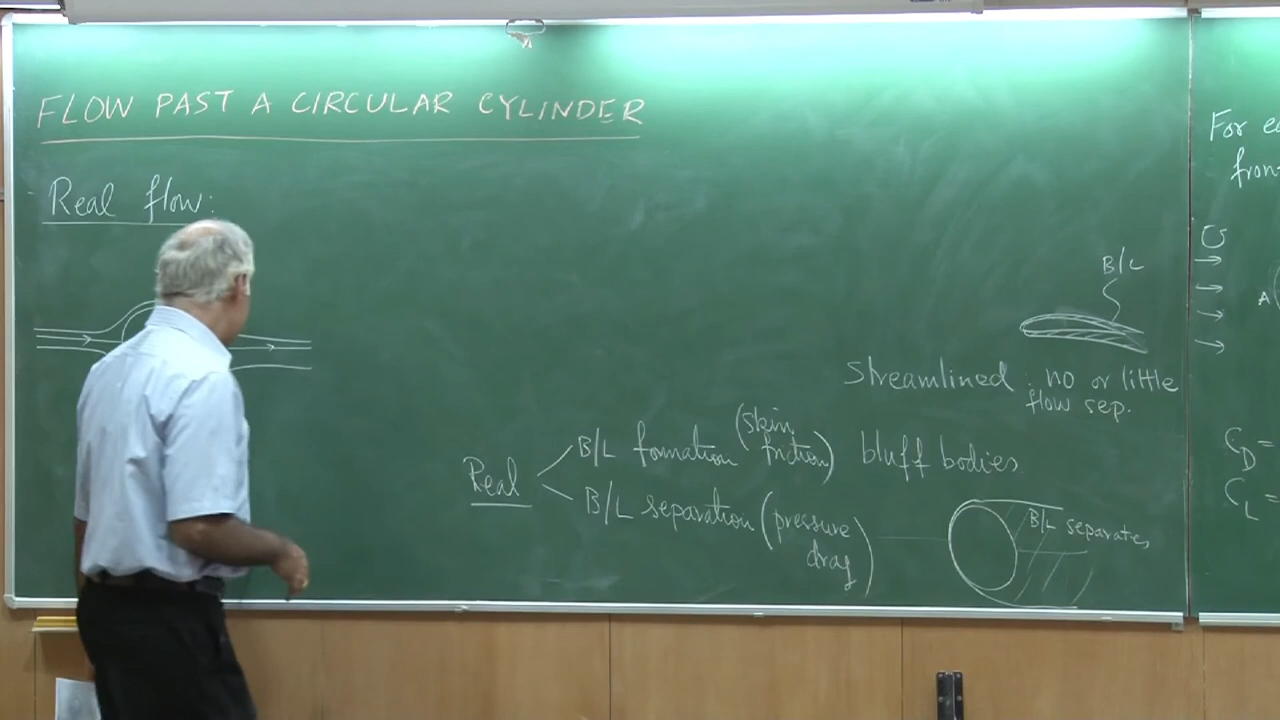 FLOW PAST A CIRCULAR CYLINDER
Real flow:
B/L
Streamlined : no or little
flow sep.
Real
B/L formation (skin
friction)
B/L separation (pressure
drag)
bluff bodies
B/L separates
For
fron
U
A
C_D =
C_L =